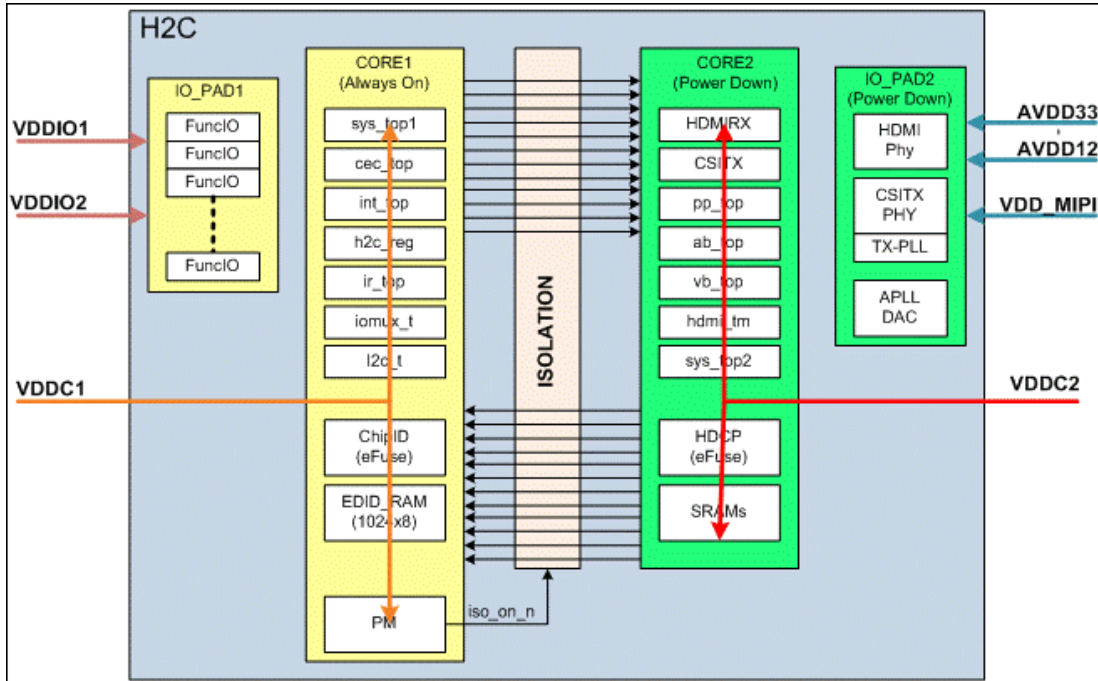 H2C
IO_PAD1
FuncIO
FuncIO
FuncIO
FuncIO
VDDIO1
VDDIO2
VDDC1
CORE1
(Always On)
sys_top1
cec_top
int_top
h2c_reg
ir_top
iomux_t
I2c_t
ChipID
(eFuse)
EDID_RAM
(1024x8)
PM
iso_on_n
ISOLATION
CORE2
(Power Down)
HDMIRX
CSITX
pp_top
ab_top
vb_top
hdmi_tm
sys_top2
HDCP
(eFuse)
SRAMs
IO_PAD2
(Power Down)
HDMI
Phy
CSITX
PHY
TX-PLL
APLL
DAC
AVDD33
AVDD12
VDD_MIPI
VDDC2